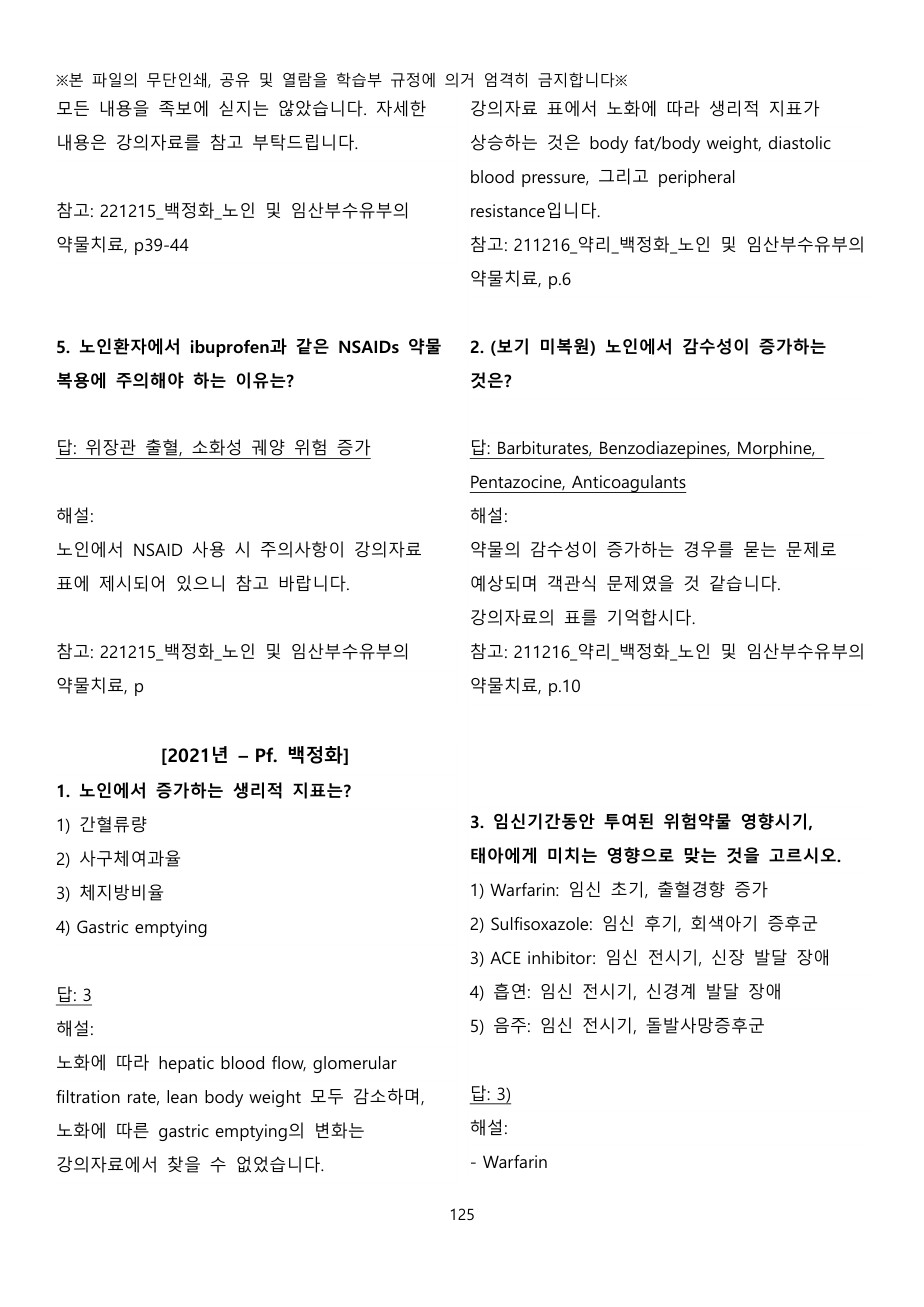 ※본 파일의 무단인쇄, 공유 및 열람을 학습부 규정에 의거 엄격히 금지합니다※
모든 내용을 족보에 싣지는 않았습니다. 자세한
내용은 강의자료를 참고 부탁드립니다.
참고: 221215_백정화_노인 및 임산부수유부의
약물치료, p39-44
5. 노인환자에서 ibuprofen과 같은 NSAIDs 약물
복용에 주의해야 하는 이유는?
답: 위장관 출혈, 소화성 궤양 위험 증가
해설:
노인에서 NSAID 사용 시 주의사항이 강의자료
표에 제시되어 있으니 참고 바랍니다.
참고: 221215_백정화_노인 및 임산부수유부의
약물치료, p
[2021년 – Pf. 백정화]
1. 노인에서 증가하는 생리적 지표는?
1) 간혈류량
2) 사구체여과율
3) 체지방비율
4) Gastric emptying
답: 3
해설:
노화에 따라 hepatic blood flow, glomerular
filtration rate, lean body weight 모두 감소하며,
노화에 따른 gastric emptying의 변화는
강의자료에서 찾을 수 없었습니다.
강의자료 표에서 노화에 따라 생리적 지표가
상승하는 것은 body fat/body weight, diastolic
blood pressure, 그리고 peripheral
resistance입니다.
참고: 211216_약리_백정화_노인 및 임산부수유부의
약물치료, p.6
2. (보기 미복원) 노인에서 감수성이 증가하는
것은?
답: Barbiturates, Benzodiazepines, Morphine,
Pentazocine, Anticoagulants
해설:
약물의 감수성이 증가하는 경우를 묻는 문제로
예상되며 객관식 문제였을 것 같습니다.
강의자료의 표를 기억합시다.
참고: 211216_약리_백정화_노인 및 임산부수유부의
약물치료, p.10
3. 임신기간동안 투여된 위험약물 영향시기,
태아에게 미치는 영향으로 맞는 것을 고르시오.
1) Warfarin: 임신 초기, 출혈경향 증가
2) Sulfisoxazole: 임신 후기, 회색아기 증후군
3) ACE inhibitor: 임신 전시기, 신장 발달 장애
4) 흡연: 임신 전시기, 신경계 발달 장애
5) 음주: 임신 전시기, 돌발사망증후군
답: 3)
해설:
- Warfarin
125